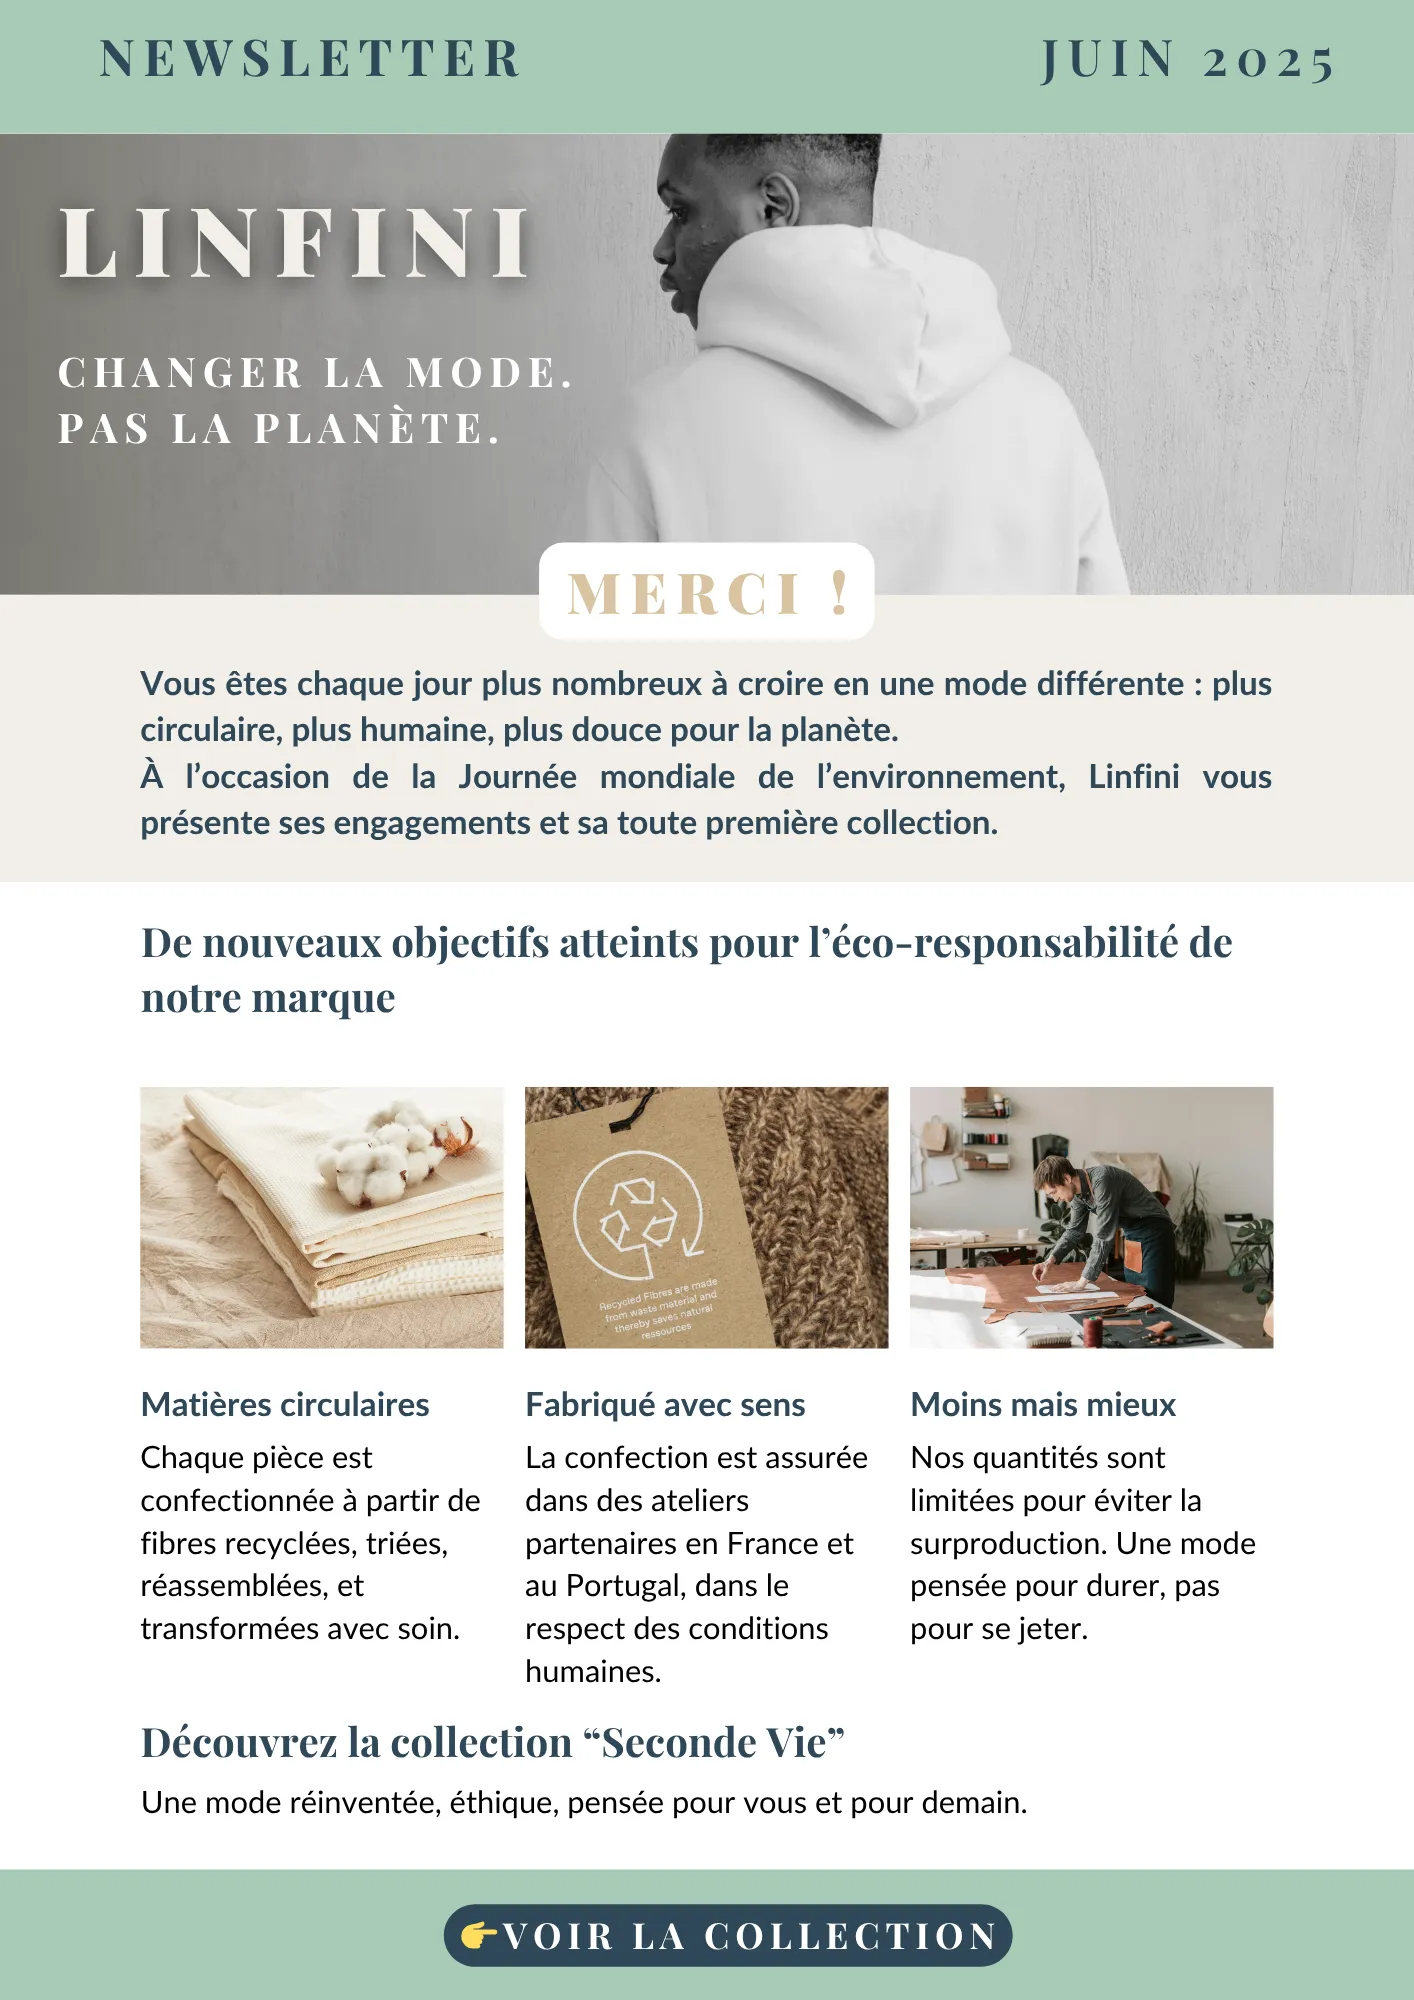 NEWSLETTER
JUIN 2025
LINFINI
CHANGER LA MODE.
PAS LA PLANÈTE.
MERCI !
Vous êtes chaque jour plus nombreux à croire en une mode différente : plus
circulaire, plus humaine, plus douce pour la planète.
À l’occasion de la Journée mondiale de l’environnement, Linfini vous
présente ses engagements et sa toute première collection.
De nouveaux objectifs atteints pour l’éco-responsabilité de
notre marque
Recycled Fibres are made
from waste material and
thereby saves natural
ressources
Matières circulaires
Chaque pièce est
confectionnée à partir de
fibres recyclées, triées,
réassemblées, et
transformées avec soin.
Fabriqué avec sens
La confection est assurée
dans des ateliers
partenaires en France et
au Portugal, dans le
respect des conditions
humaines.
Moins mais mieux
Nos quantités sont
limitées pour éviter la
surproduction. Une mode
pensée pour durer, pas
pour se jeter.
Découvrez la collection “Seconde Vie”
Une mode réinventée, éthique, pensée pour vous et pour demain.
👉VOIR LA COLLECTION